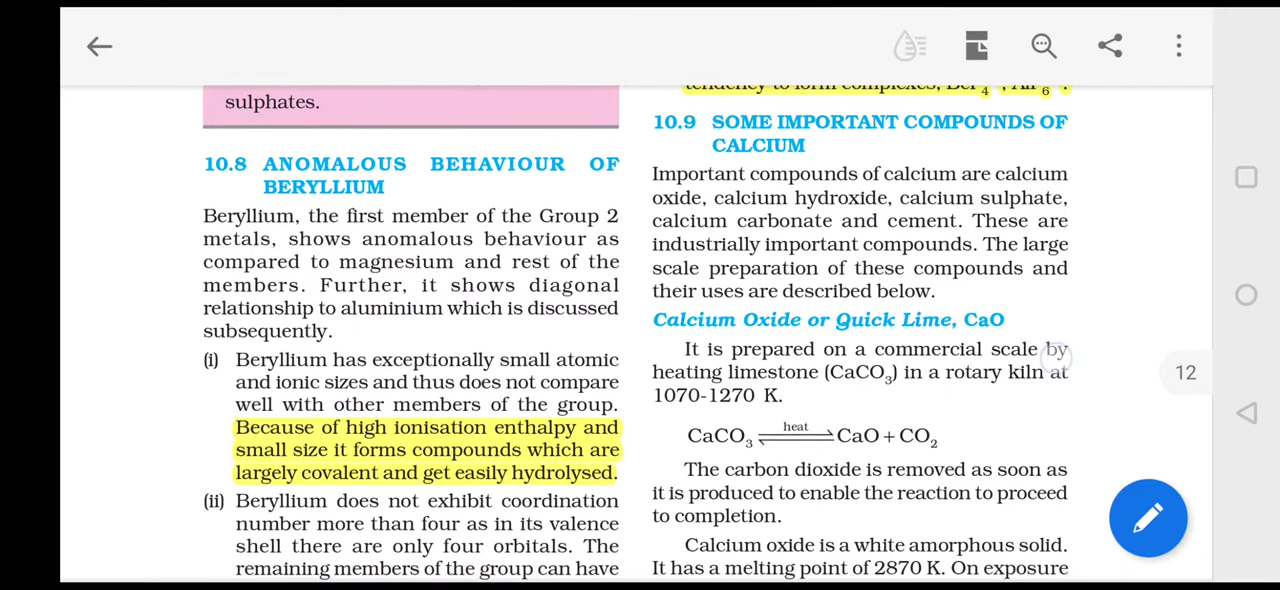 sulphates.
10.8 ANOMALOUS BEHAVIOUR OF
BERYLLIUM
Beryllium, the first member of the Group 2
metals, shows anomalous behaviour as
compared to magnesium and rest of the
members. Further, it shows diagonal
relationship to aluminium which is discussed
subsequently.
(i) Beryllium has exceptionally small atomic
and ionic sizes and thus does not compare
well with other members of the group.
Because of high ionisation enthalpy and
small size it forms compounds which are
largely covalent and get easily hydrolysed.
(ii) Beryllium does not exhibit coordination
number more than four as in its valence
shell there are only four orbitals. The
remaining members of the group can have
tendency to form complexes,
10.9 SOME IMPORTANT COMPOUNDS OF
CALCIUM
Important compounds of calcium are calcium
oxide, calcium hydroxide, calcium sulphate,
calcium carbonate and cement. These are
industrially important compounds. The large
scale preparation of these compounds and
their uses are described below.
Calcium Oxide or Quick Lime, CaO
It is prepared on a commercial scale by
heating limestone (CaCO₃) in a rotary kiln at
1070-1270 K.
CaCO₃ ⇌ heat CaO + CO₂
The carbon dioxide is removed as soon as
it is produced to enable the reaction to proceed
to completion.
Calcium oxide is a white amorphous solid.
It has a melting point of 2870 K. On exposure
12